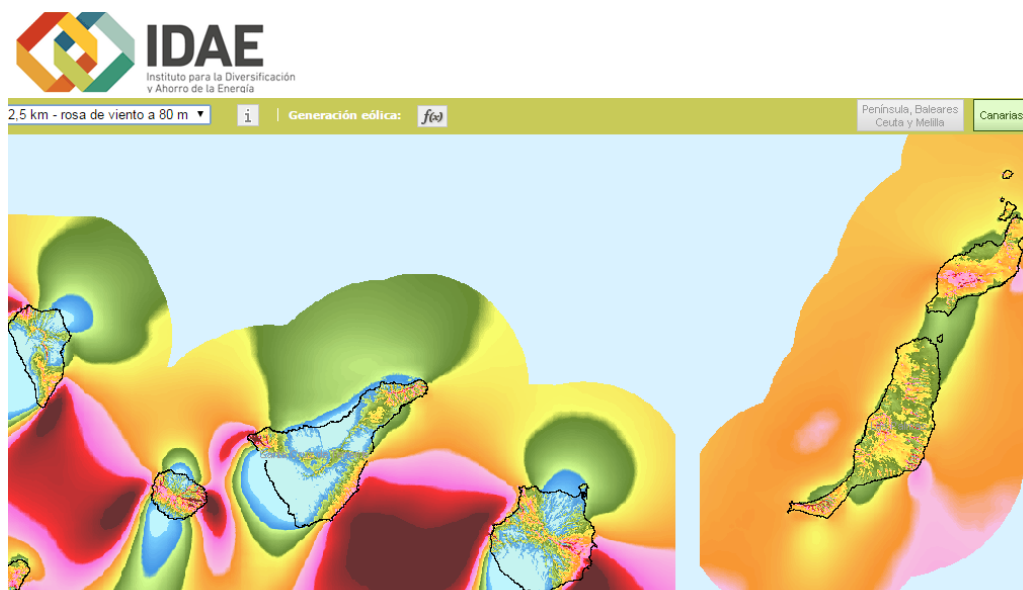 IDAE
Instituto para la Diversificación
y Ahorro de la Energía
2,5 km - rosa de viento a 80 m ▼
i
Generación eólica:
f(x)
Península, Baleares
Ceuta y Melilla
Canarias